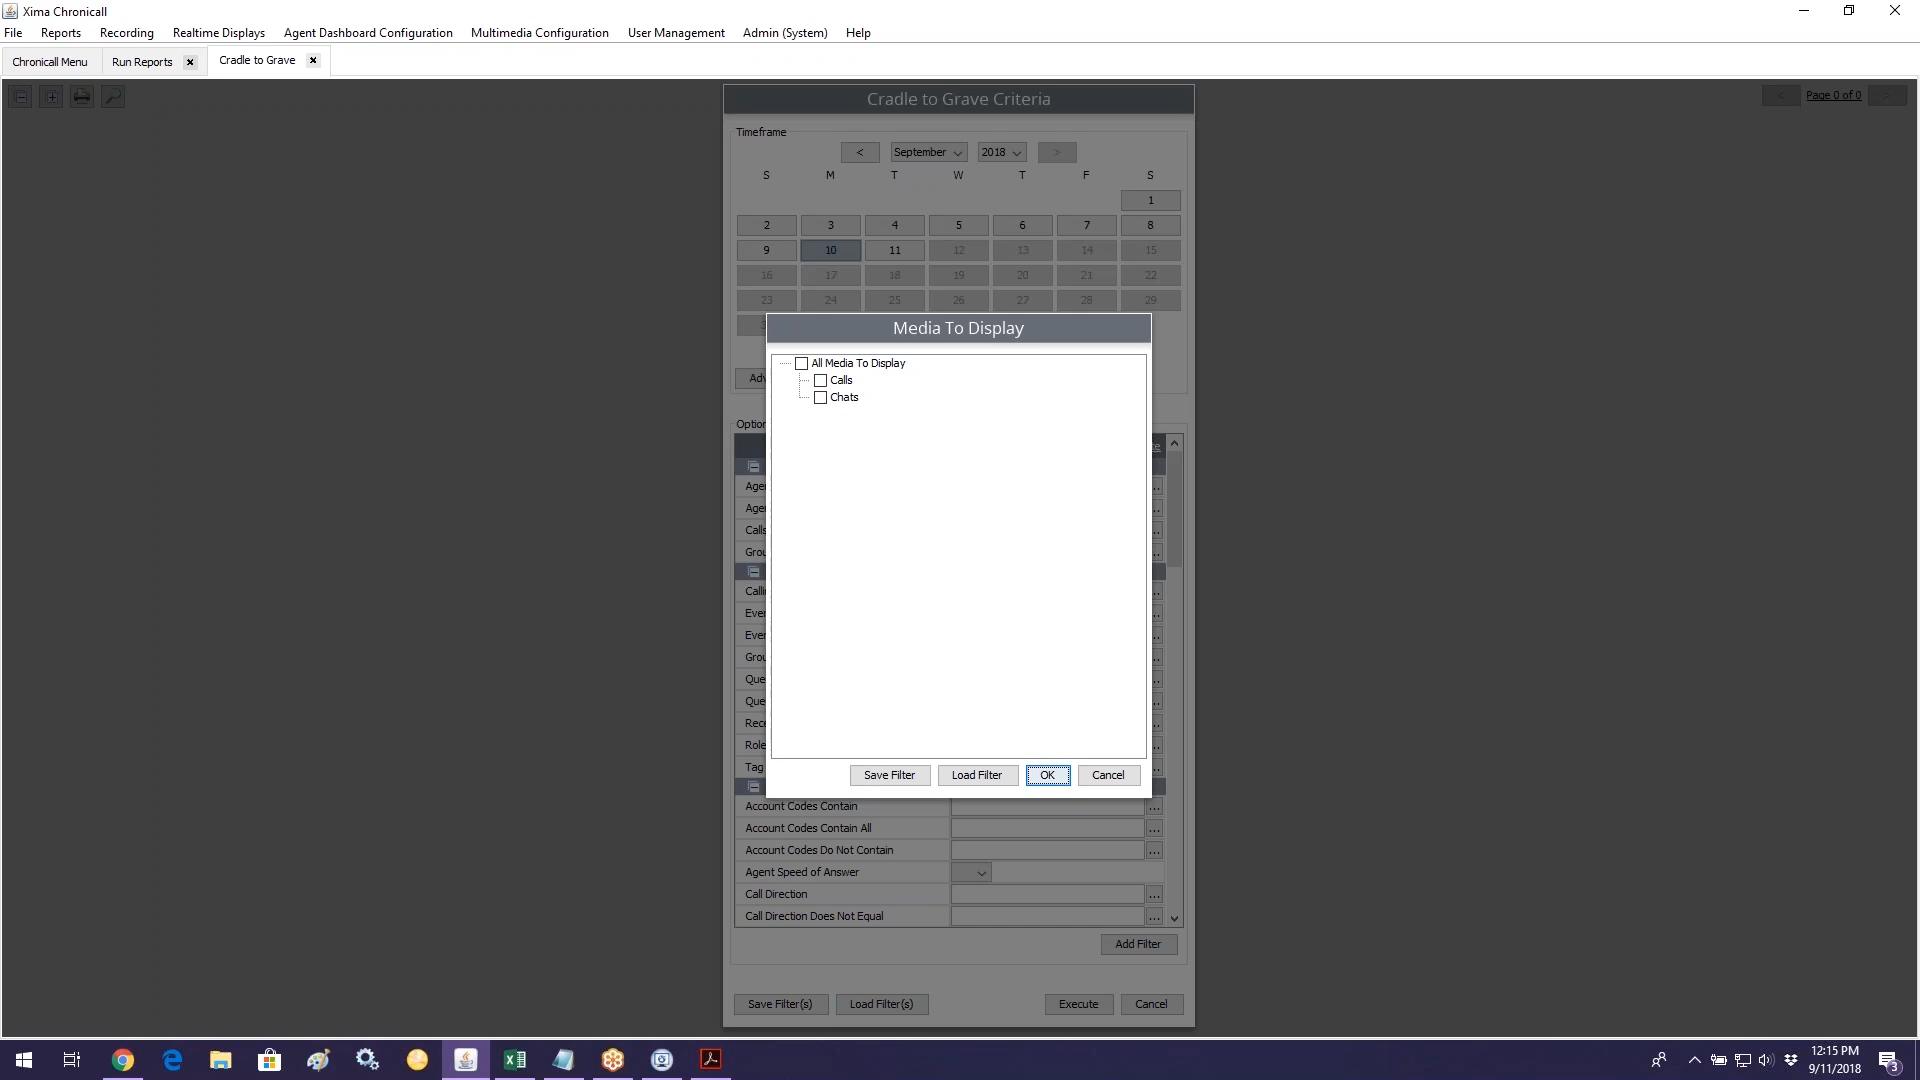 Xima Chronicall
File Reports Recording Realtime Displays Agent Dashboard Configuration Multimedia Configuration User Management Admin (System) Help
Chronicall Menu Run Reports Cradle to Grave
Cradle to Grave Criteria
< Page 0 of 0 >
Timeframe
< September 2018 >
S M T W T F S
1
2 3 4 5 6 7 8
9 10 11 12 13 14 15
16 17 18 19 20 21 22
23 24 25 26 27 28 29
Media To Display
All Media To Display
Calls
Chats
Save Filter Load Filter OK Cancel
Account Codes Contain ...
Account Codes Contain All ...
Account Codes Do Not Contain ...
Agent Speed of Answer
Call Direction ...
Call Direction Does Not Equal ...
Add Filter
Save Filter(s) Load Filter(s) Execute Cancel
12:15 PM
9/11/2018
3